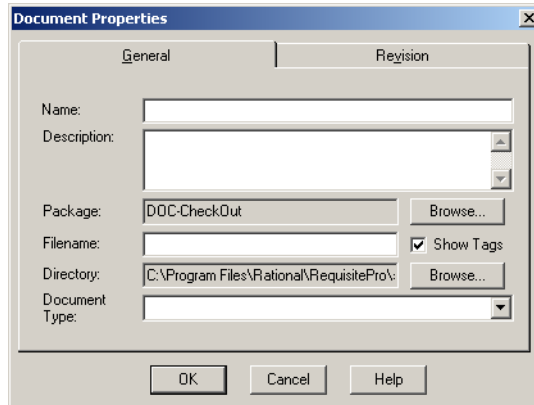 Document Properties
General
Revision
Name:
Description:
Package:
DOC-CheckOut
Browse...
Filename:
Show Tags
Directory:
C:\Program Files\Rational\RequisitePro\
Browse...
Document
Type:
OK
Cancel
Help